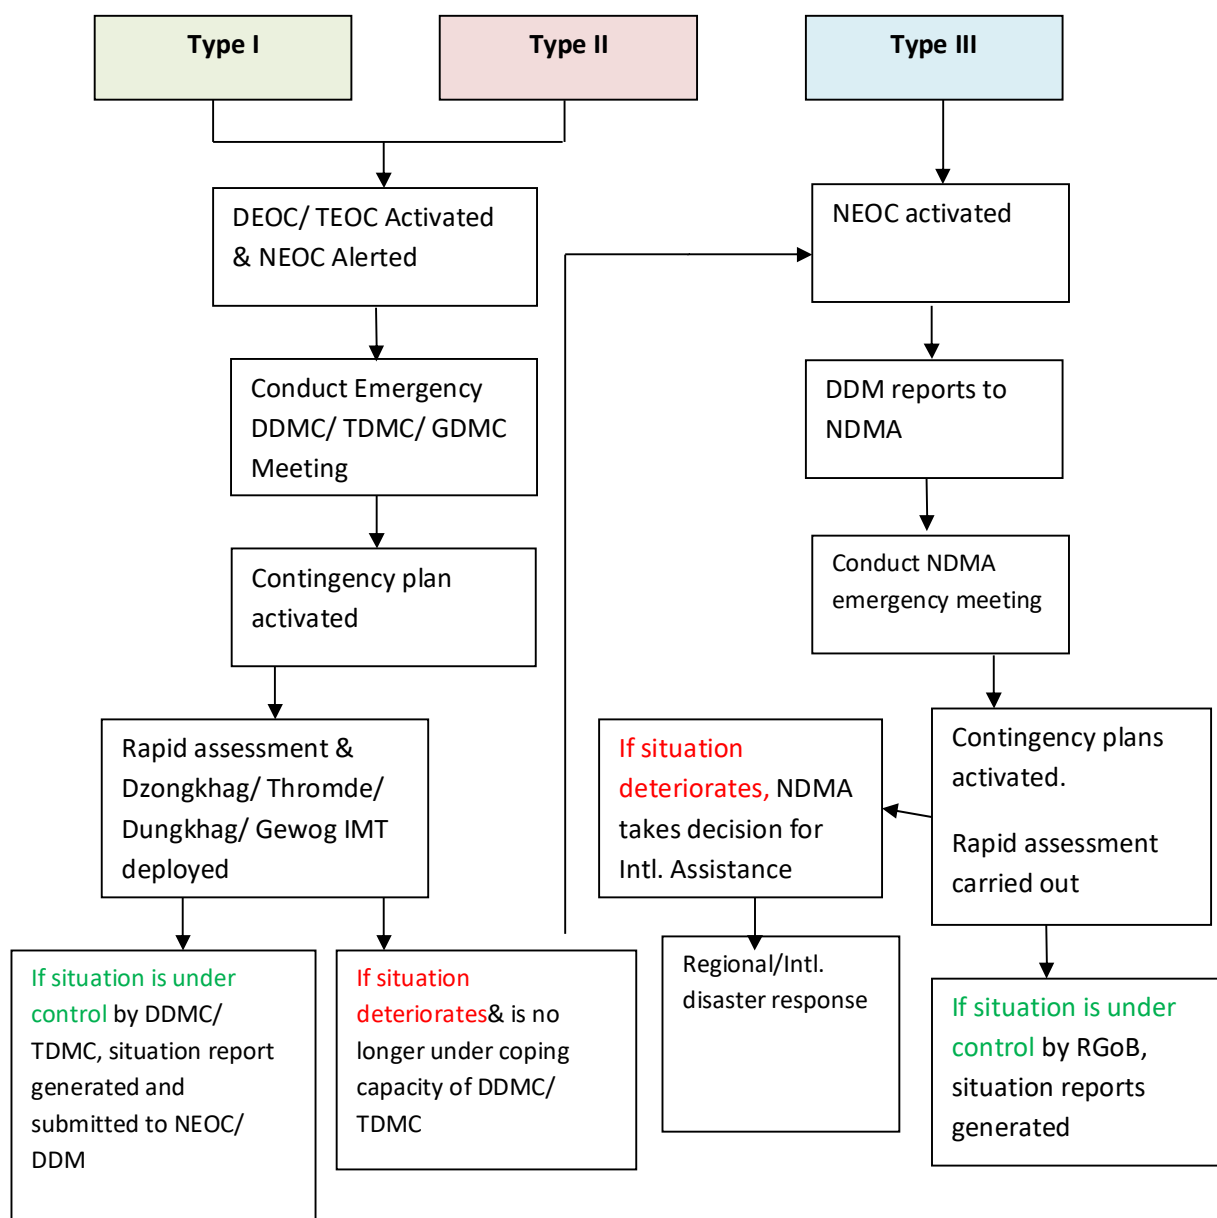 Type I
Type II
Type III
DEOC/ TEOC Activated
& NEOC Alerted
NEOC activated
Conduct Emergency
DDMC/ TDMC/ GDMC
Meeting
DDM reports to
NDMA
Contingency plan
activated
Conduct NDMA
emergency meeting
Rapid assessment &
Dzongkhag/ Thromde/
Dungkhag/ Gewog IMT
deployed
If situation
deteriorates, NDMA
takes decision for
Intl. Assistance
Contingency plans
activated.
Rapid assessment
carried out
If situation is under
control by DDMC/
TDMC, situation report
generated and
submitted to NEOC/
DDM
If situation
deteriorates& is no
longer under coping
capacity of DDMC/
TDMC
Regional/Intl.
disaster response
If situation is under
control by RGoB,
situation reports
generated